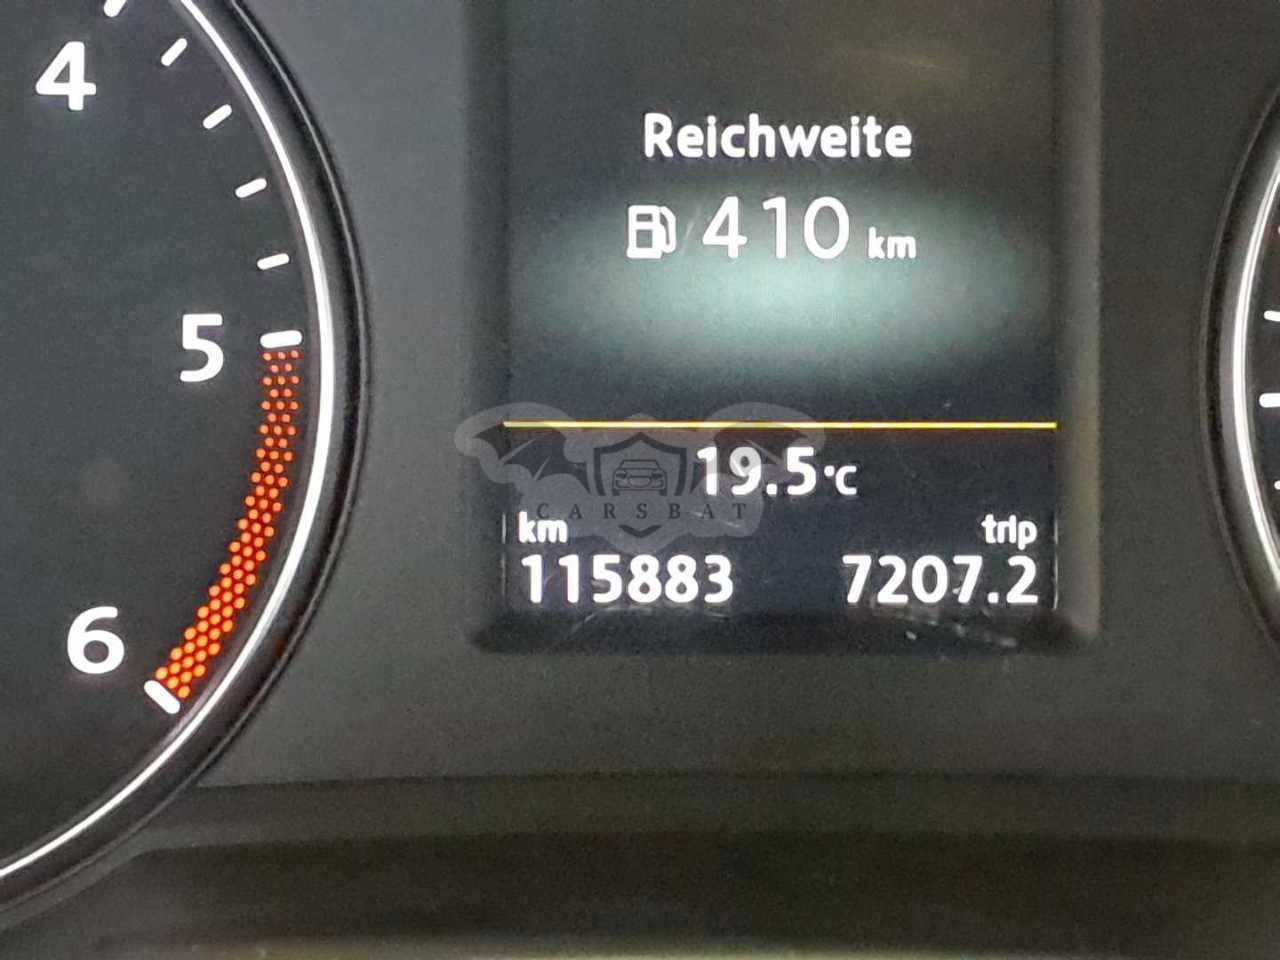 4
5
6
Reichweite
410 km
19.5°C
CARSBAT
km trip
115883 7207.2